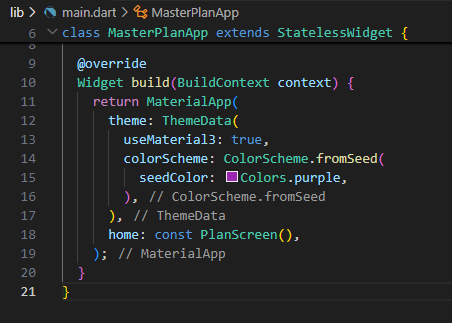 lib > main.dart > MasterPlanApp
6 class MasterPlanApp extends StatelessWidget {
8
9 @override
10 Widget build(BuildContext context) {
11 return MaterialApp(
12 theme: ThemeData(
13 useMaterial3: true,
14 colorScheme: ColorScheme.fromSeed(
15 seedColor: Colors.purple,
16 ), // ColorScheme.fromSeed
17 ), // ThemeData
18 home: const PlanScreen(),
19 ); // MaterialApp
20 }
21 }